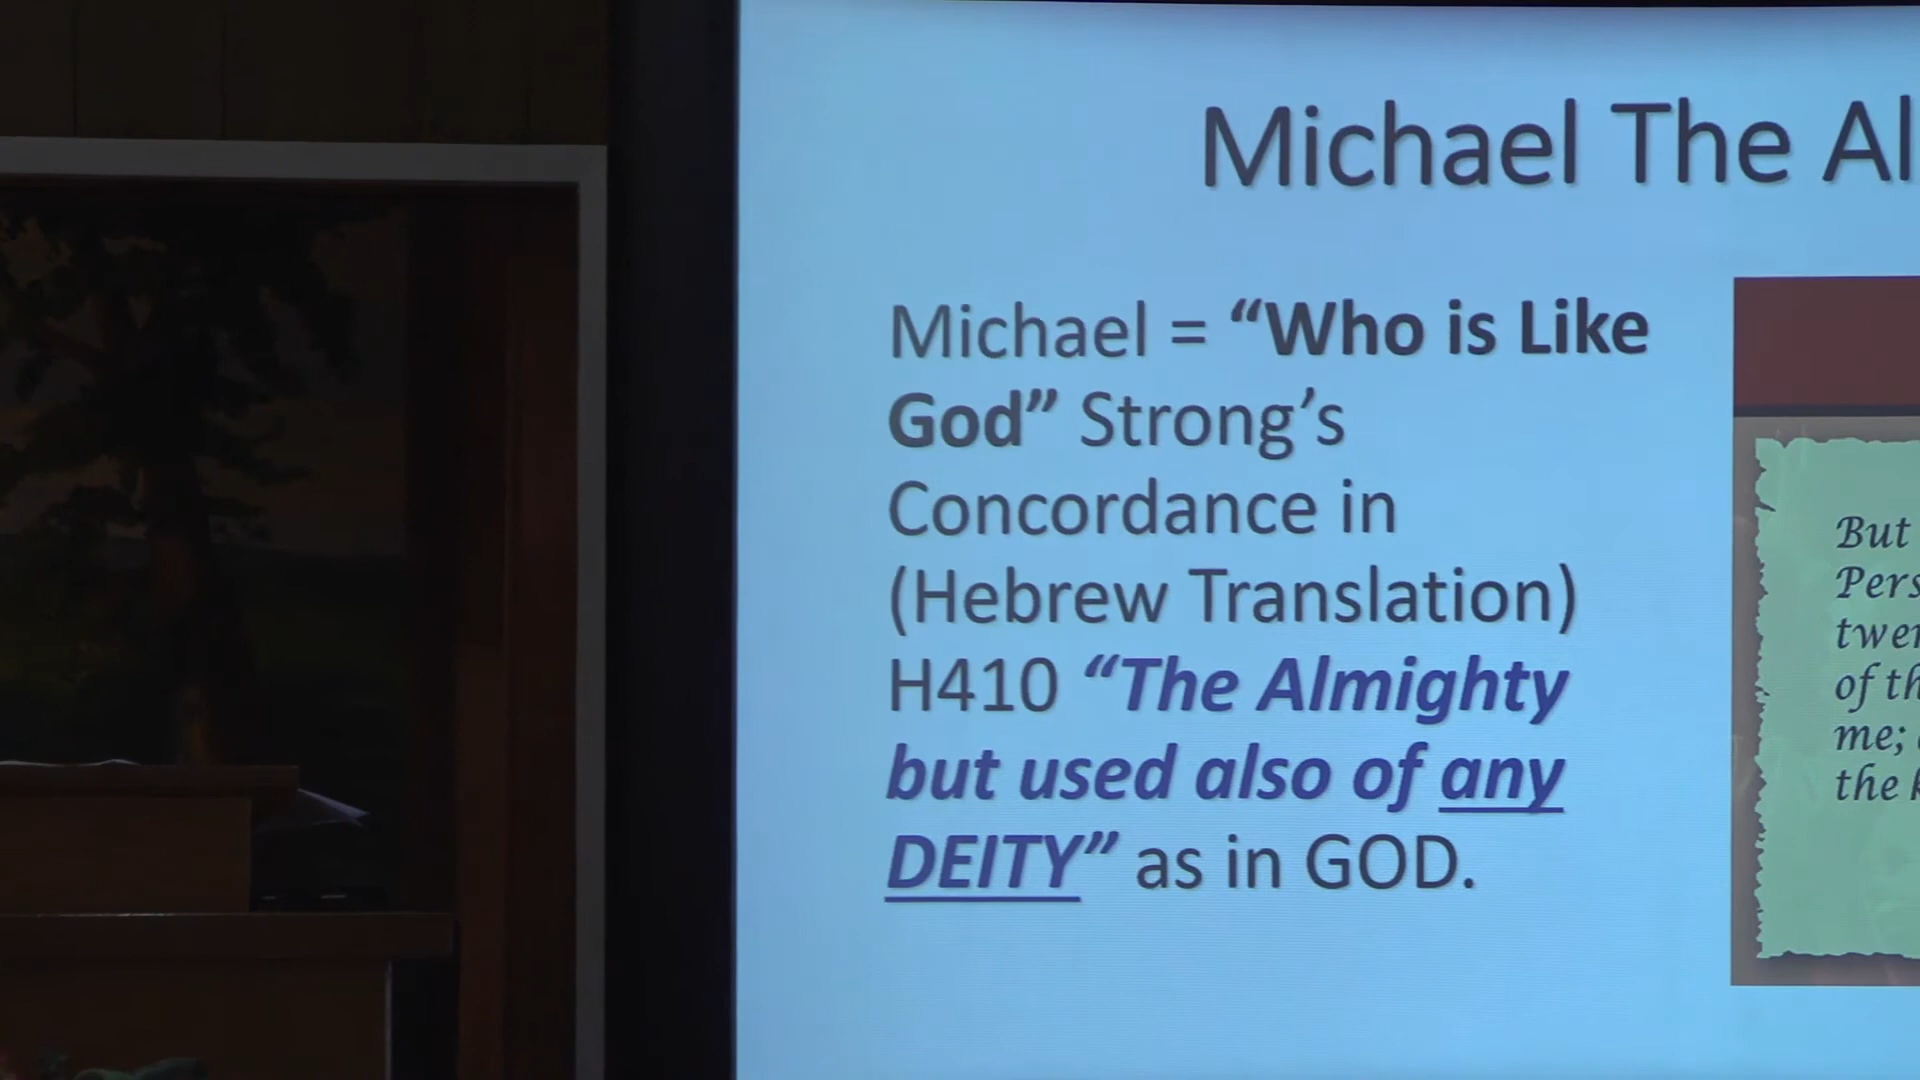 Michael The Al
Michael = “Who is Like
God” Strong’s
Concordance in
(Hebrew Translation)
H410 “The Almighty
but used also of any
DEITY” as in GOD.
But
Pers
twen
of th
me;
the k